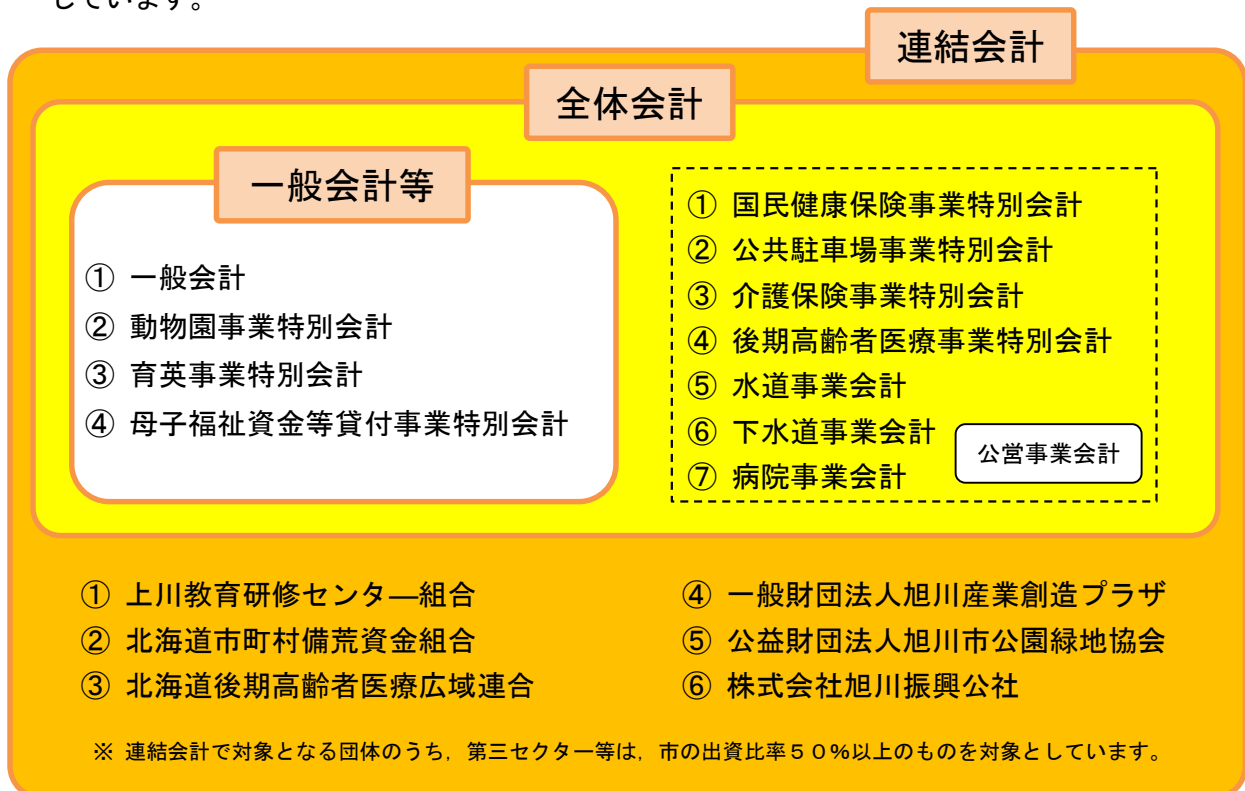 しています。
連結会計
全体会計
一般会計等
① 一般会計
② 動物園事業特別会計
③ 育英事業特別会計
④ 母子福祉資金等貸付事業特別会計
① 国民健康保険事業特別会計
② 公共駐車場事業特別会計
③ 介護保険事業特別会計
④ 後期高齢者医療事業特別会計
⑤ 水道事業会計
⑥ 下水道事業会計
⑦ 病院事業会計
公営事業会計
① 上川教育研修センタ―組合
② 北海道市町村備荒資金組合
③ 北海道後期高齢者医療広域連合
④ 一般財団法人旭川産業創造プラザ
⑤ 公益財団法人旭川市公園緑地協会
⑥ 株式会社旭川振興公社
※ 連結会計で対象となる団体のうち，第三セクター等は，市の出資比率５０％以上のものを対象としています。